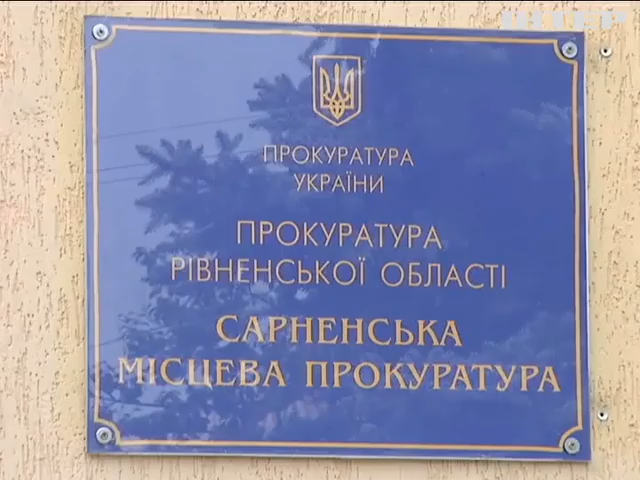 ПРОКУРАТУРА
УКРАЇНИ
ПРОКУРАТУРА
РІВНЕНСЬКОЇ ОБЛАСТІ
САРНЕНСЬКА
МІСЦЕВА ПРОКУРАТУРА